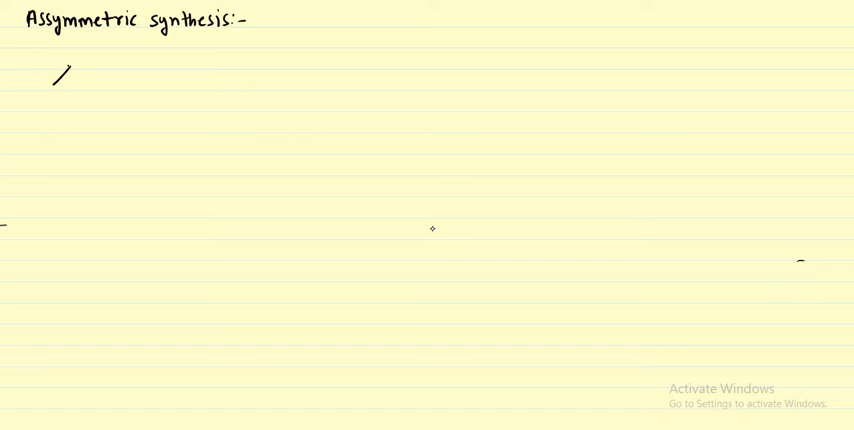 Assymmetric synthesis:-
Activate Windows
Go to Settings to activate Windows.